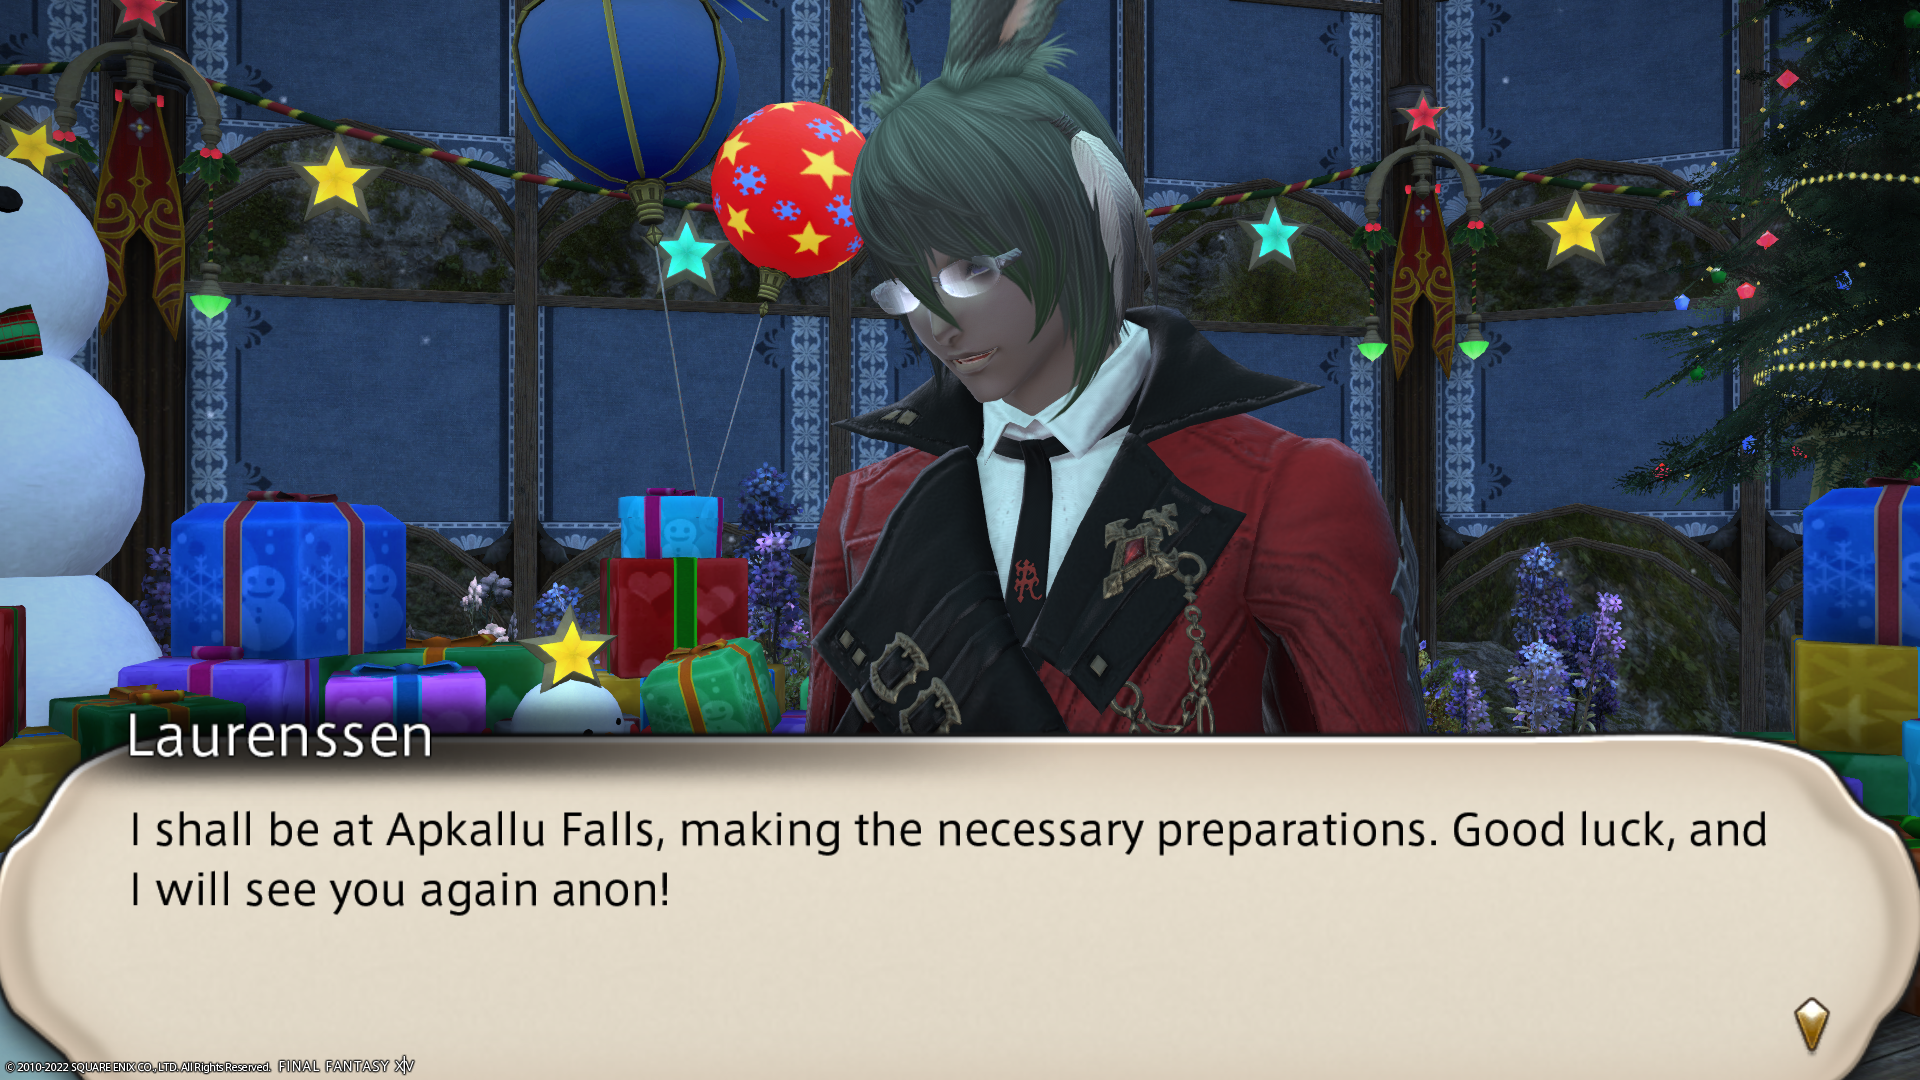 Laurenssen
I shall be at Apkallu Falls, making the necessary preparations. Good luck, and
I will see you again anon!
© 2010-2022 SQUARE ENIX CO., LTD. All Rights Reserved. FINAL FANTASY XIV